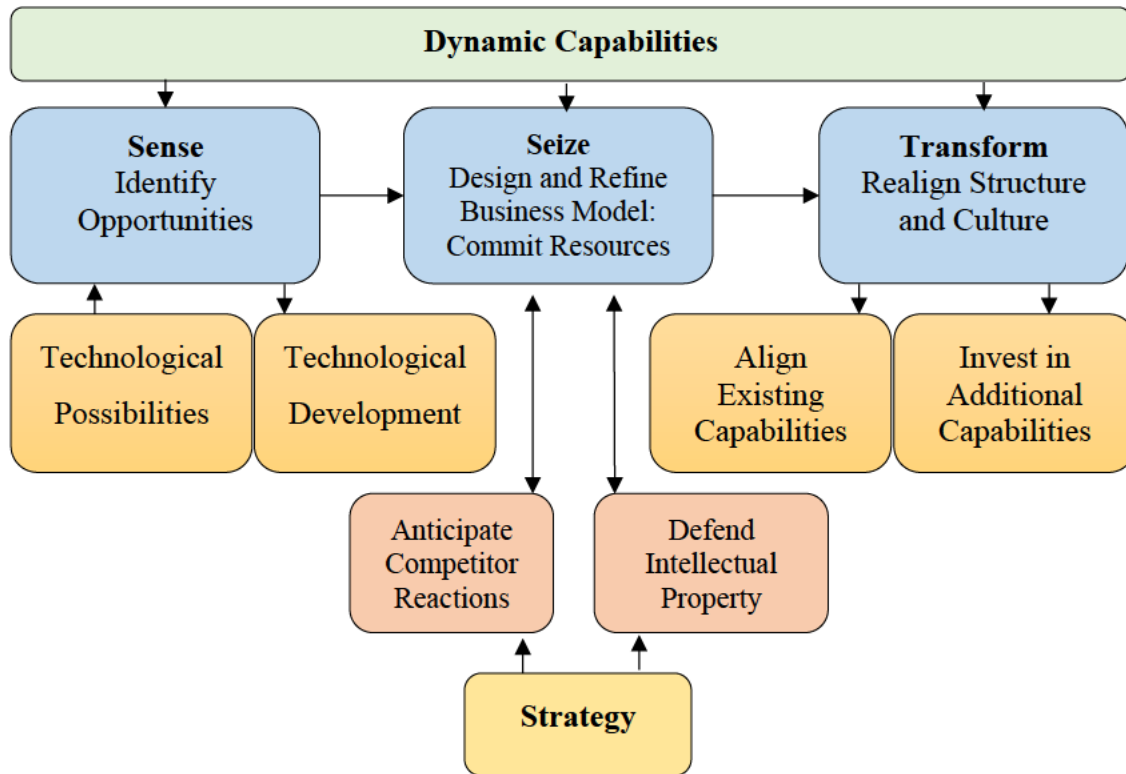 Dynamic Capabilities
Sense
Identify
Opportunities
Seize
Design and Refine
Business Model:
Commit Resources
Transform
Realign Structure
and Culture
Technological
Possibilities
Technological
Development
Align
Existing
Capabilities
Invest in
Additional
Capabilities
Anticipate
Competitor
Reactions
Defend
Intellectual
Property
Strategy